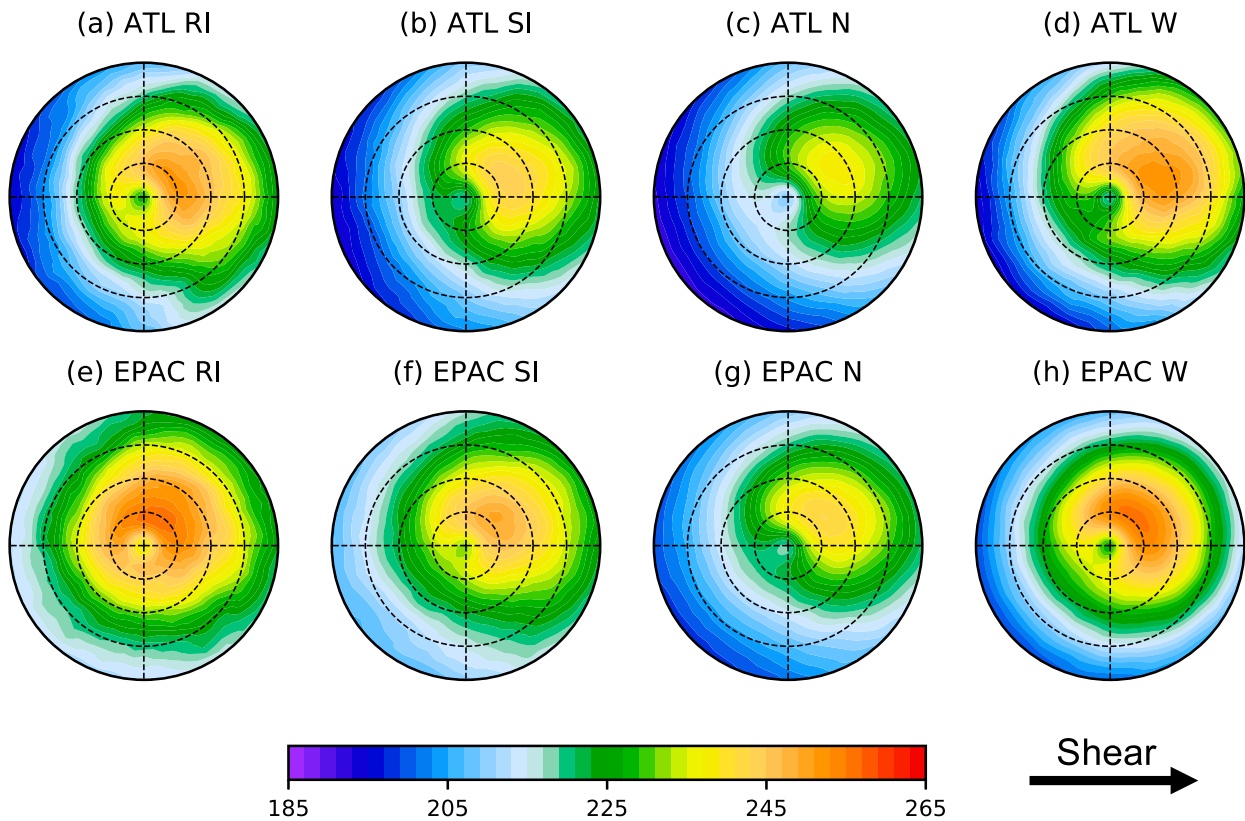 (a) ATL RI (b) ATL SI (c) ATL N (d) ATL W
(e) EPAC RI (f) EPAC SI (g) EPAC N (h) EPAC W
Shear
185 205 225 245 265